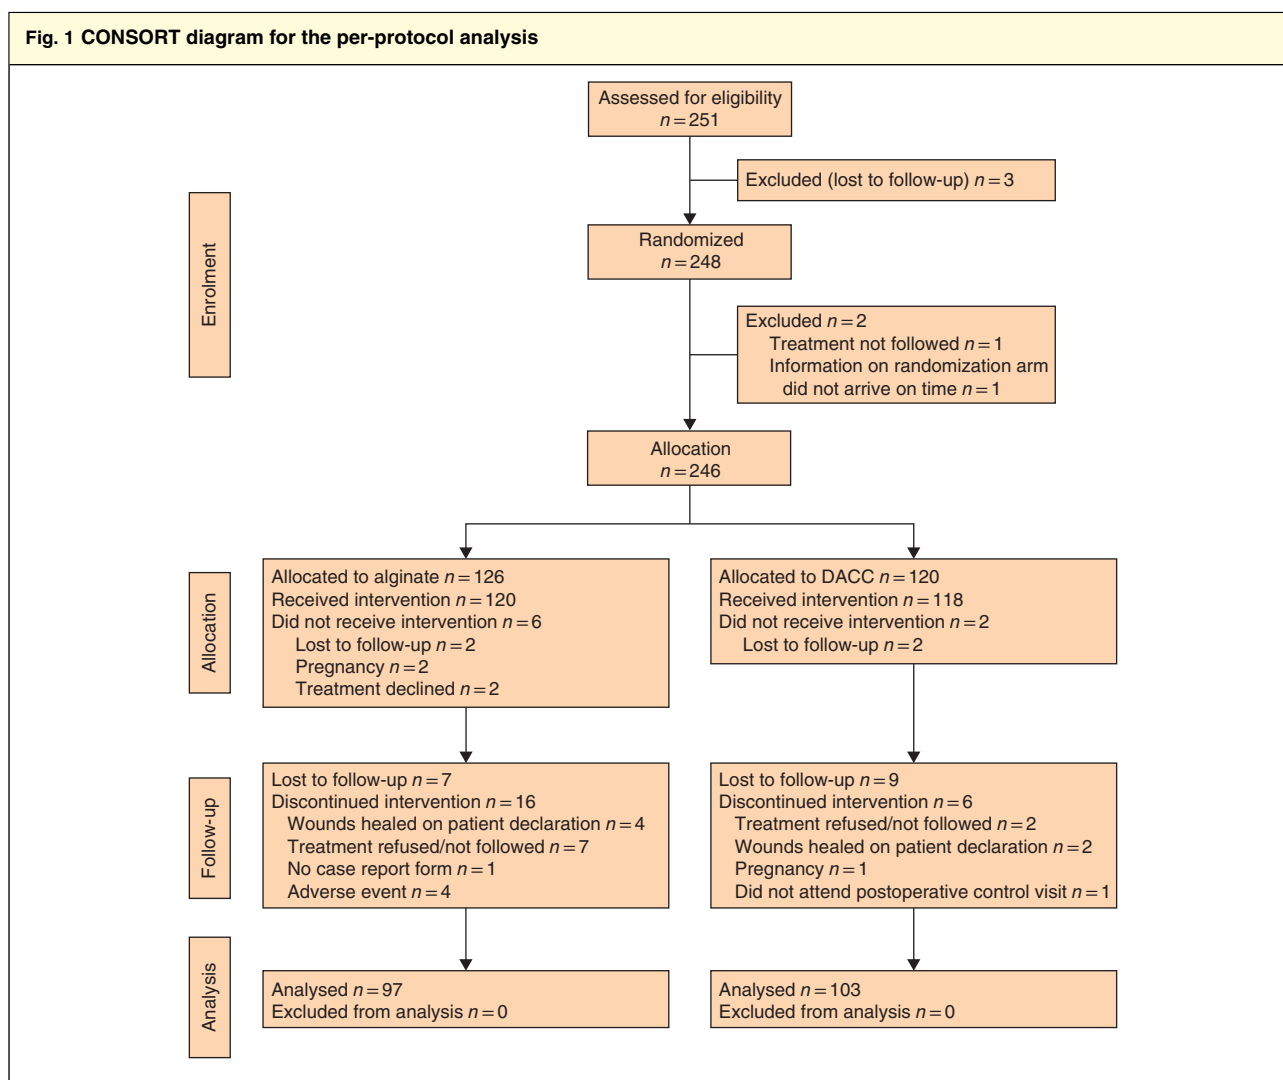 Fig. 1 CONSORT diagram for the per-protocol analysis
Assessed for eligibility
n = 251
Excluded (lost to follow-up) n = 3
Enrolment
Randomized
n = 248
Excluded n = 2
Treatment not followed n = 1
Information on randomization arm
did not arrive on time n = 1
Allocation
n = 246
Allocation
Allocated to alginate n = 126
Received intervention n = 120
Did not receive intervention n = 6
Lost to follow-up n = 2
Pregnancy n = 2
Treatment declined n = 2
Allocated to DACC n = 120
Received intervention n = 118
Did not receive intervention n = 2
Lost to follow-up n = 2
Follow-up
Lost to follow-up n = 7
Discontinued intervention n = 16
Wounds healed on patient declaration n = 4
Treatment refused/not followed n = 7
No case report form n = 1
Adverse event n = 4
Lost to follow-up n = 9
Discontinued intervention n = 6
Treatment refused/not followed n = 2
Wounds healed on patient declaration n = 2
Pregnancy n = 1
Did not attend postoperative control visit n = 1
Analysis
Analysed n = 97
Excluded from analysis n = 0
Analysed n = 103
Excluded from analysis n = 0